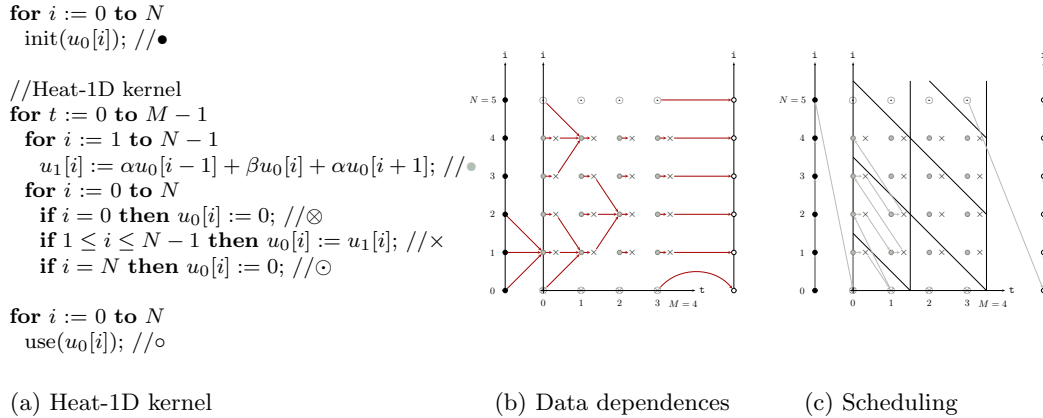 for i := 0 to N
init(u₀[i]); //●
//Heat-1D kernel
for t := 0 to M − 1
for i := 1 to N − 1
u₁[i] := αu₀[i − 1] + βu₀[i] + αu₀[i + 1]; //●
for i := 0 to N
if i = 0 then u₀[i] := 0; //⊗
if 1 ≤ i ≤ N − 1 then u₀[i] := u₁[i]; //×
if i = N then u₀[i] := 0; //⊙
for i := 0 to N
use(u₀[i]); //○
(a) Heat-1D kernel
i i i
N = 5
4
3
2
1
0
t
0 1 2 3 M = 4
(b) Data dependences
i i i
N = 5
4
3
2
1
0
t
0 1 2 3 M = 4
(c) Scheduling